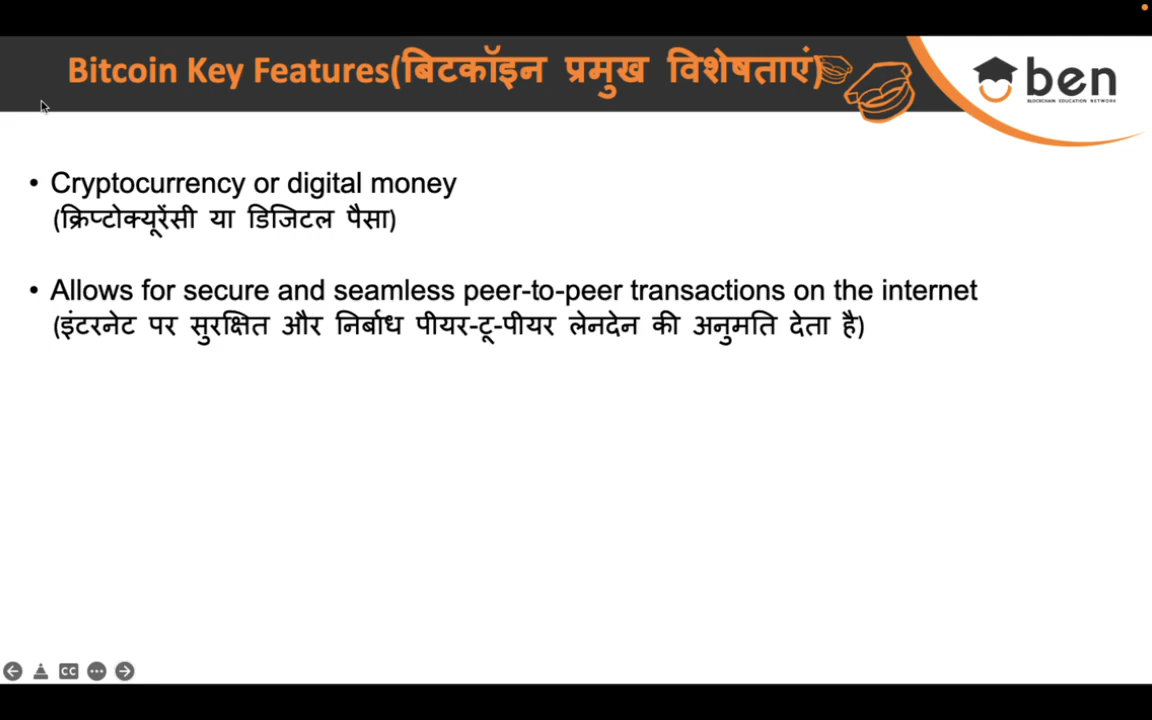 Bitcoin Key Features(बिटकॉइन प्रमुख विशेषताएं)
ben
BLOCKCHAIN EDUCATION NETWORK
• Cryptocurrency or digital money
(क्रिप्टोक्यूरेंसी या डिजिटल पैसा)
• Allows for secure and seamless peer-to-peer transactions on the internet
(इंटरनेट पर सुरक्षित और निर्बाध पीयर-टू-पीयर लेनदेन की अनुमति देता है)
CC